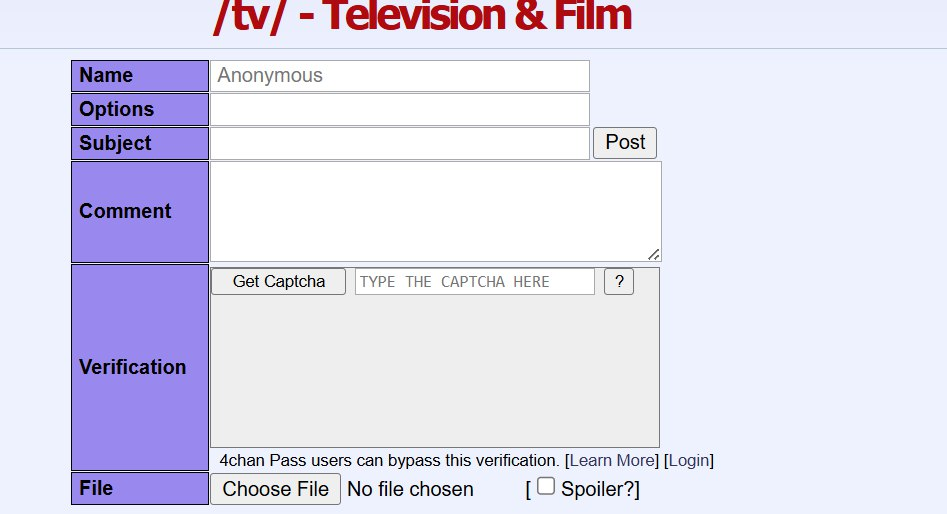 /tv/ - Television & Film
Name Anonymous
Options
Subject Post
Comment
Get Captcha TYPE THE CAPTCHA HERE ?
Verification
4chan Pass users can bypass this verification. [Learn More] [Login]
File Choose File No file chosen [ Spoiler?]